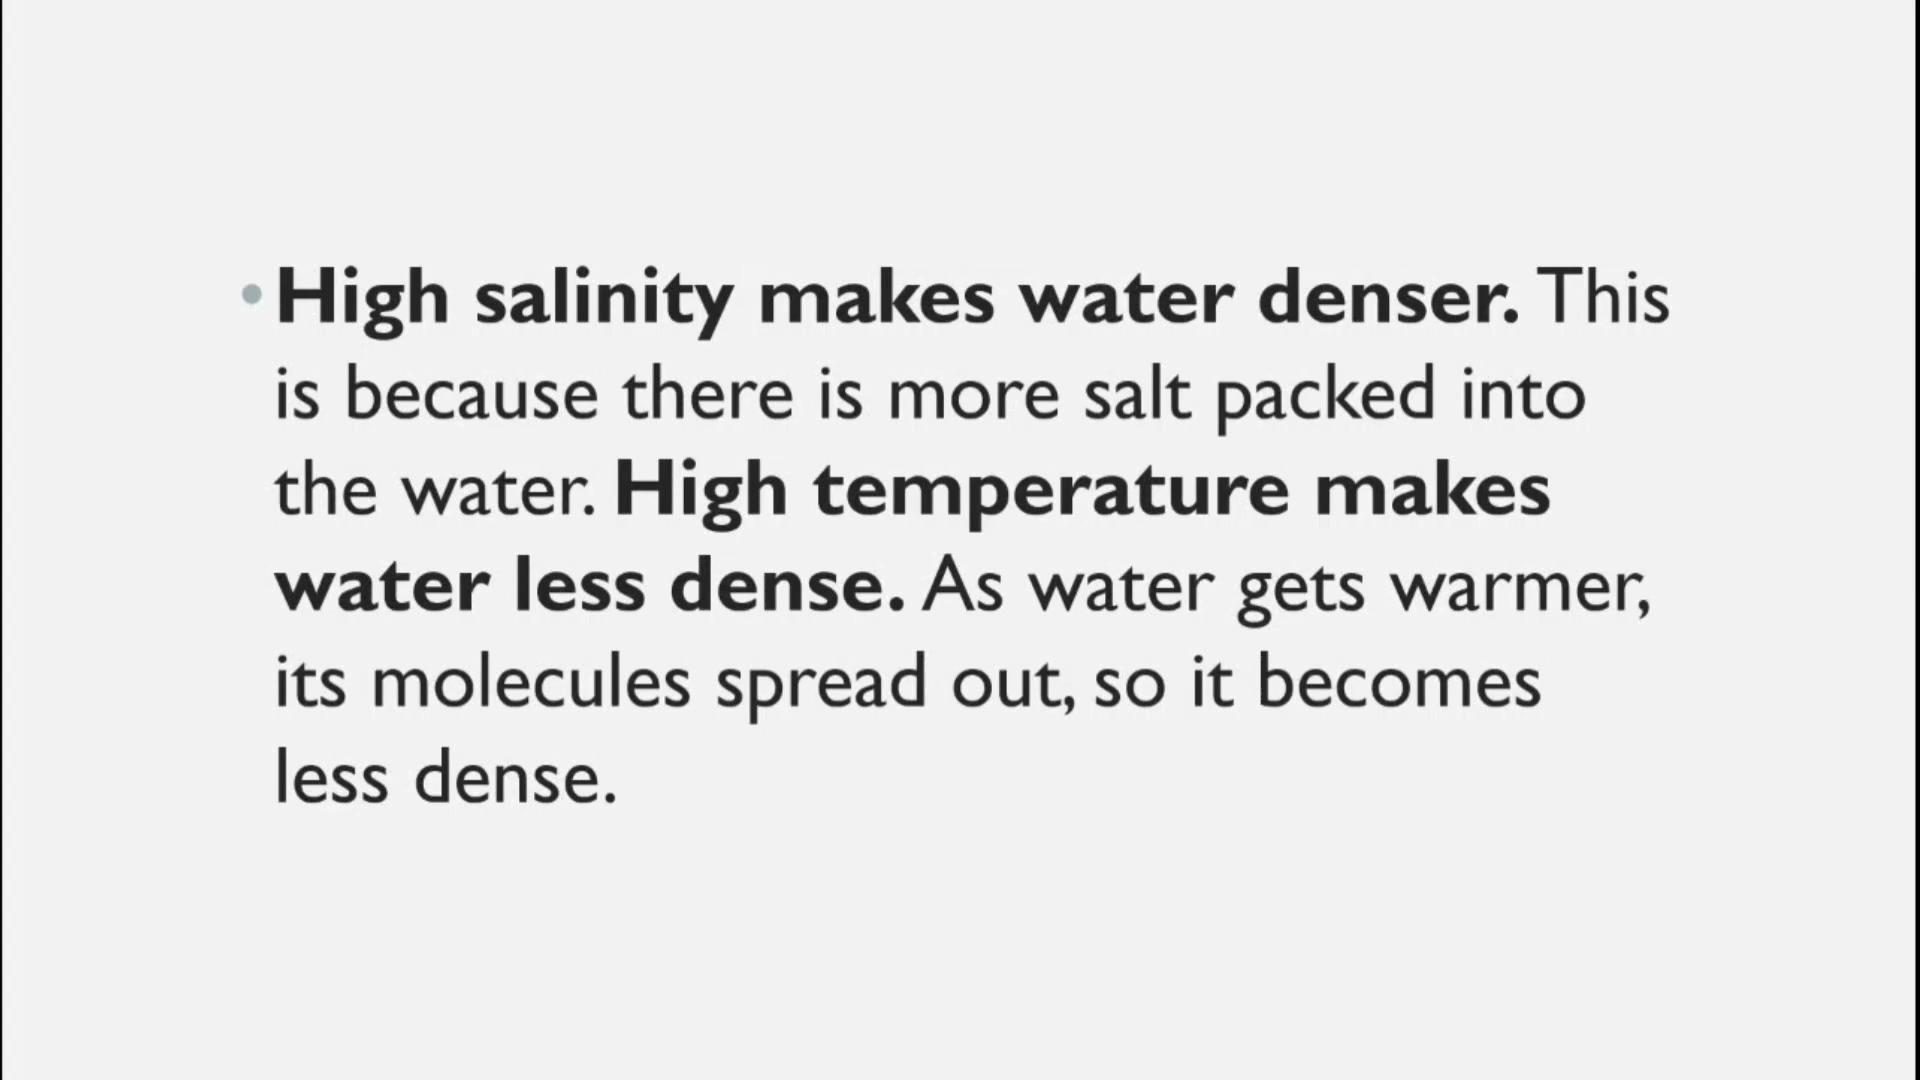 • High salinity makes water denser. This
is because there is more salt packed into
the water. High temperature makes
water less dense. As water gets warmer,
its molecules spread out, so it becomes
less dense.